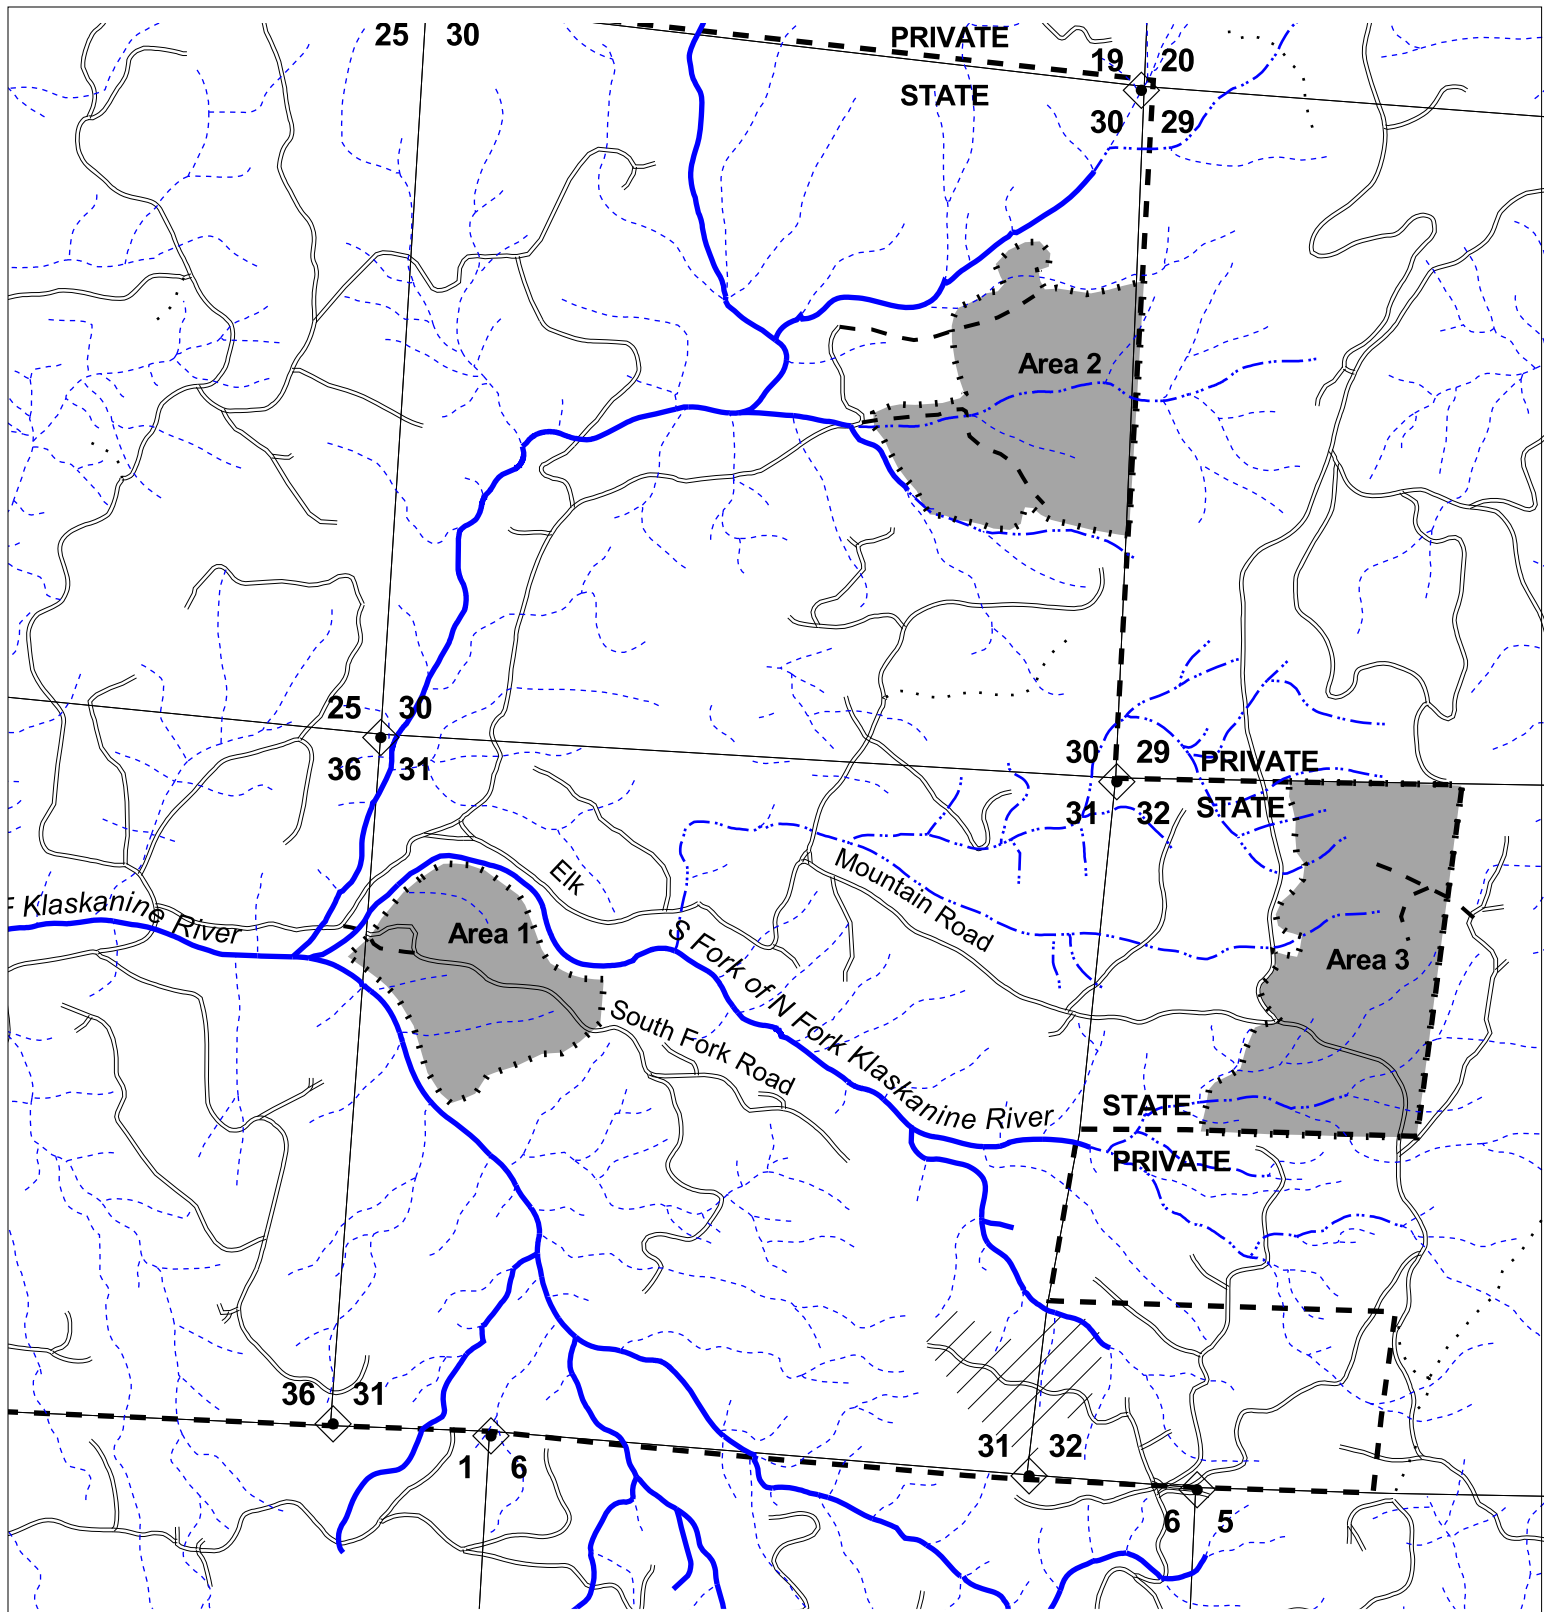 25 30
PRIVATE
19 20
STATE
30 29
Area 2
25 30
36 31
30 29
PRIVATE
31 32
STATE
Elk
Mountain Road
F Klaskanine River
Area 1
S Fork of N Fork Klaskanine River
Area 3
South Fork Road
STATE
PRIVATE
36 31
31 32
1 6
6 5